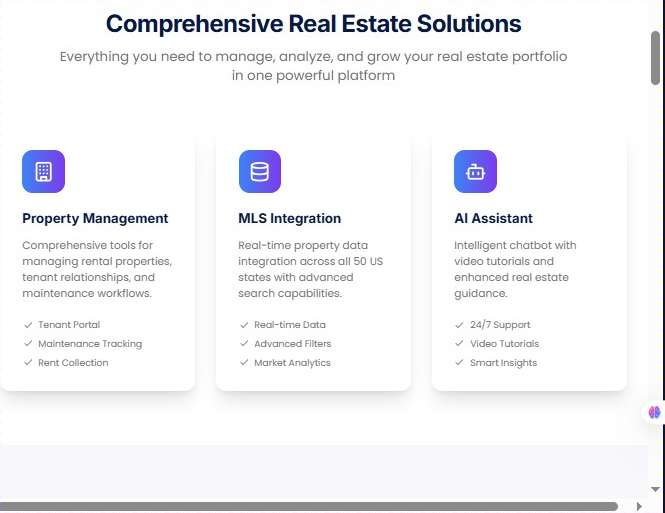 Comprehensive Real Estate Solutions
Everything you need to manage, analyze, and grow your real estate portfolio
in one powerful platform
Property Management
Comprehensive tools for
managing rental properties,
tenant relationships, and
maintenance workflows.
Tenant Portal
Maintenance Tracking
Rent Collection
MLS Integration
Real-time property data
integration across all 50 US
states with advanced
search capabilities.
Real-time Data
Advanced Filters
Market Analytics
AI Assistant
Intelligent chatbot with
video tutorials and
enhanced real estate
guidance.
24/7 Support
Video Tutorials
Smart Insights